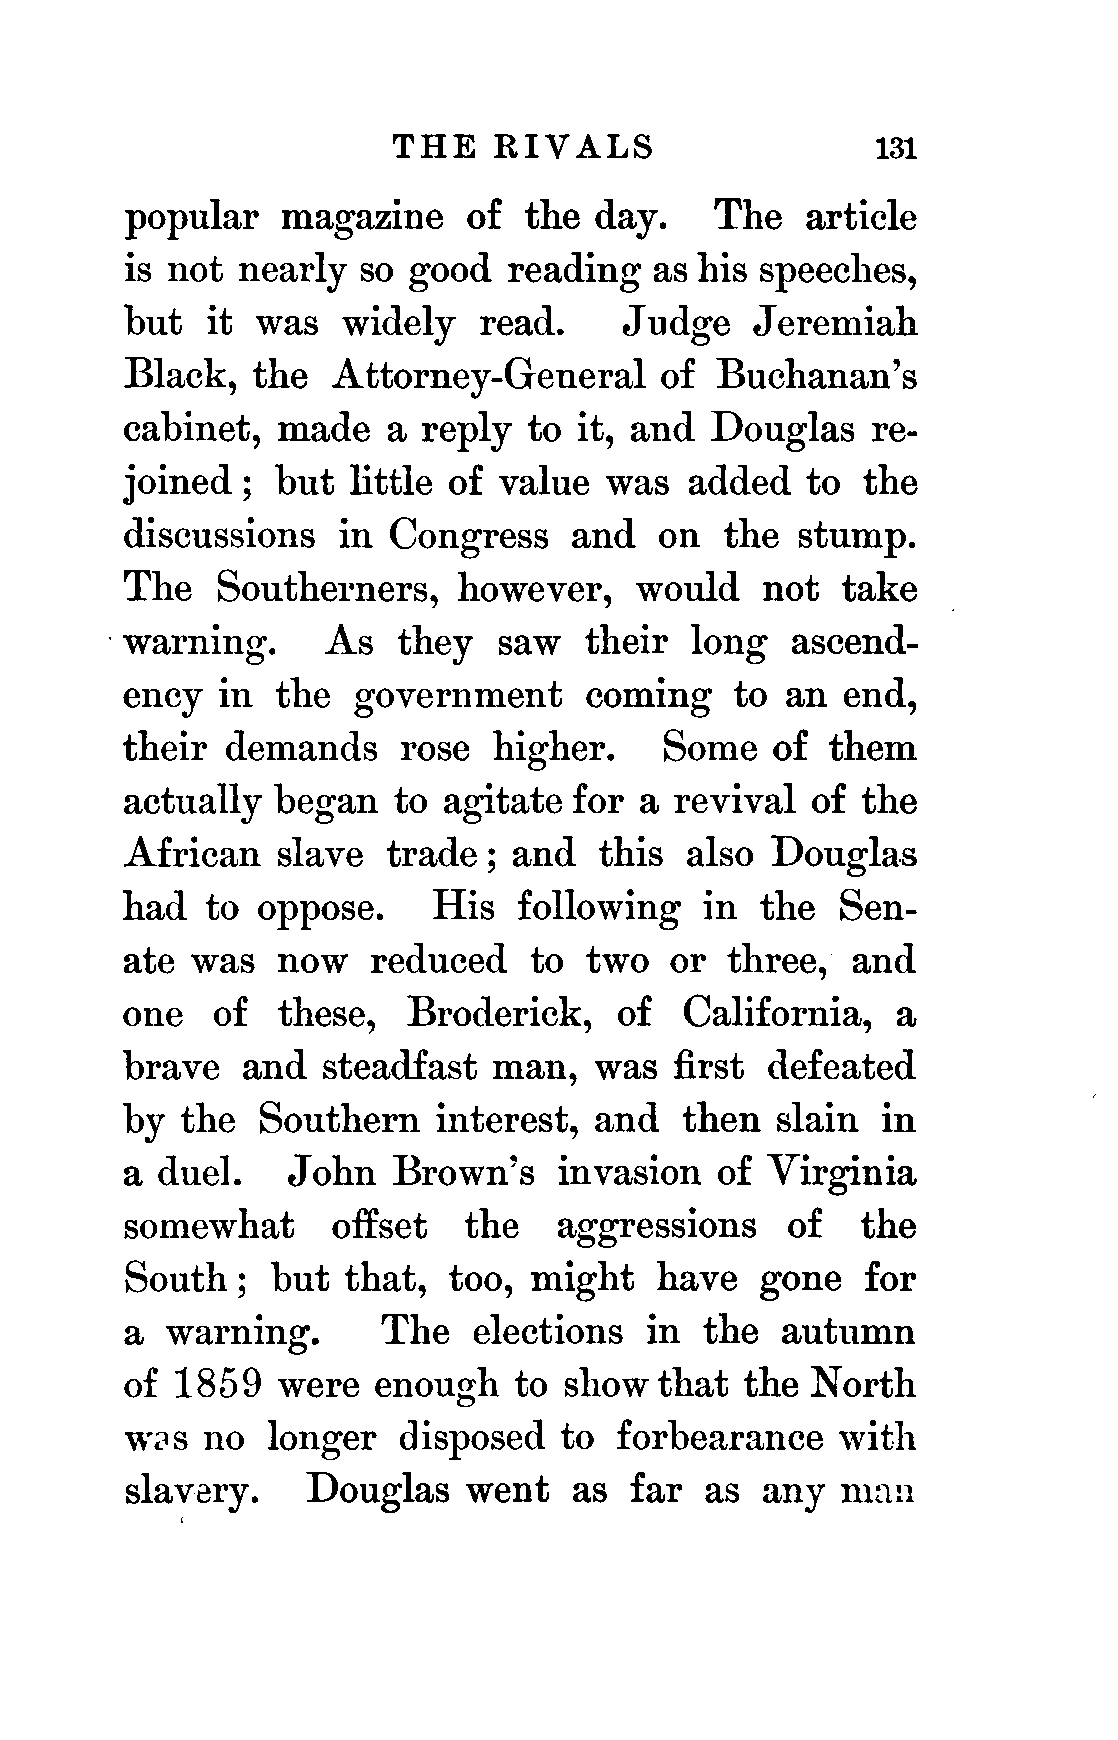 THE RIVALS 131
popular magazine of the day. The article
is not nearly so good reading as his speeches,
but it was widely read. Judge Jeremiah
Black, the Attorney-General of Buchanan's
cabinet, made a reply to it, and Douglas re-
joined; but little of value was added to the
discussions in Congress and on the stump.
The Southerners, however, would not take
warning. As they saw their long ascend-
ency in the government coming to an end,
their demands rose higher. Some of them
actually began to agitate for a revival of the
African slave trade; and this also Douglas
had to oppose. His following in the Sen-
ate was now reduced to two or three, and
one of these, Broderick, of California, a
brave and steadfast man, was first defeated
by the Southern interest, and then slain in
a duel. John Brown's invasion of Virginia
somewhat offset the aggressions of the
South; but that, too, might have gone for
a warning. The elections in the autumn
of 1859 were enough to show that the North
was no longer disposed to forbearance with
slavery. Douglas went as far as any man